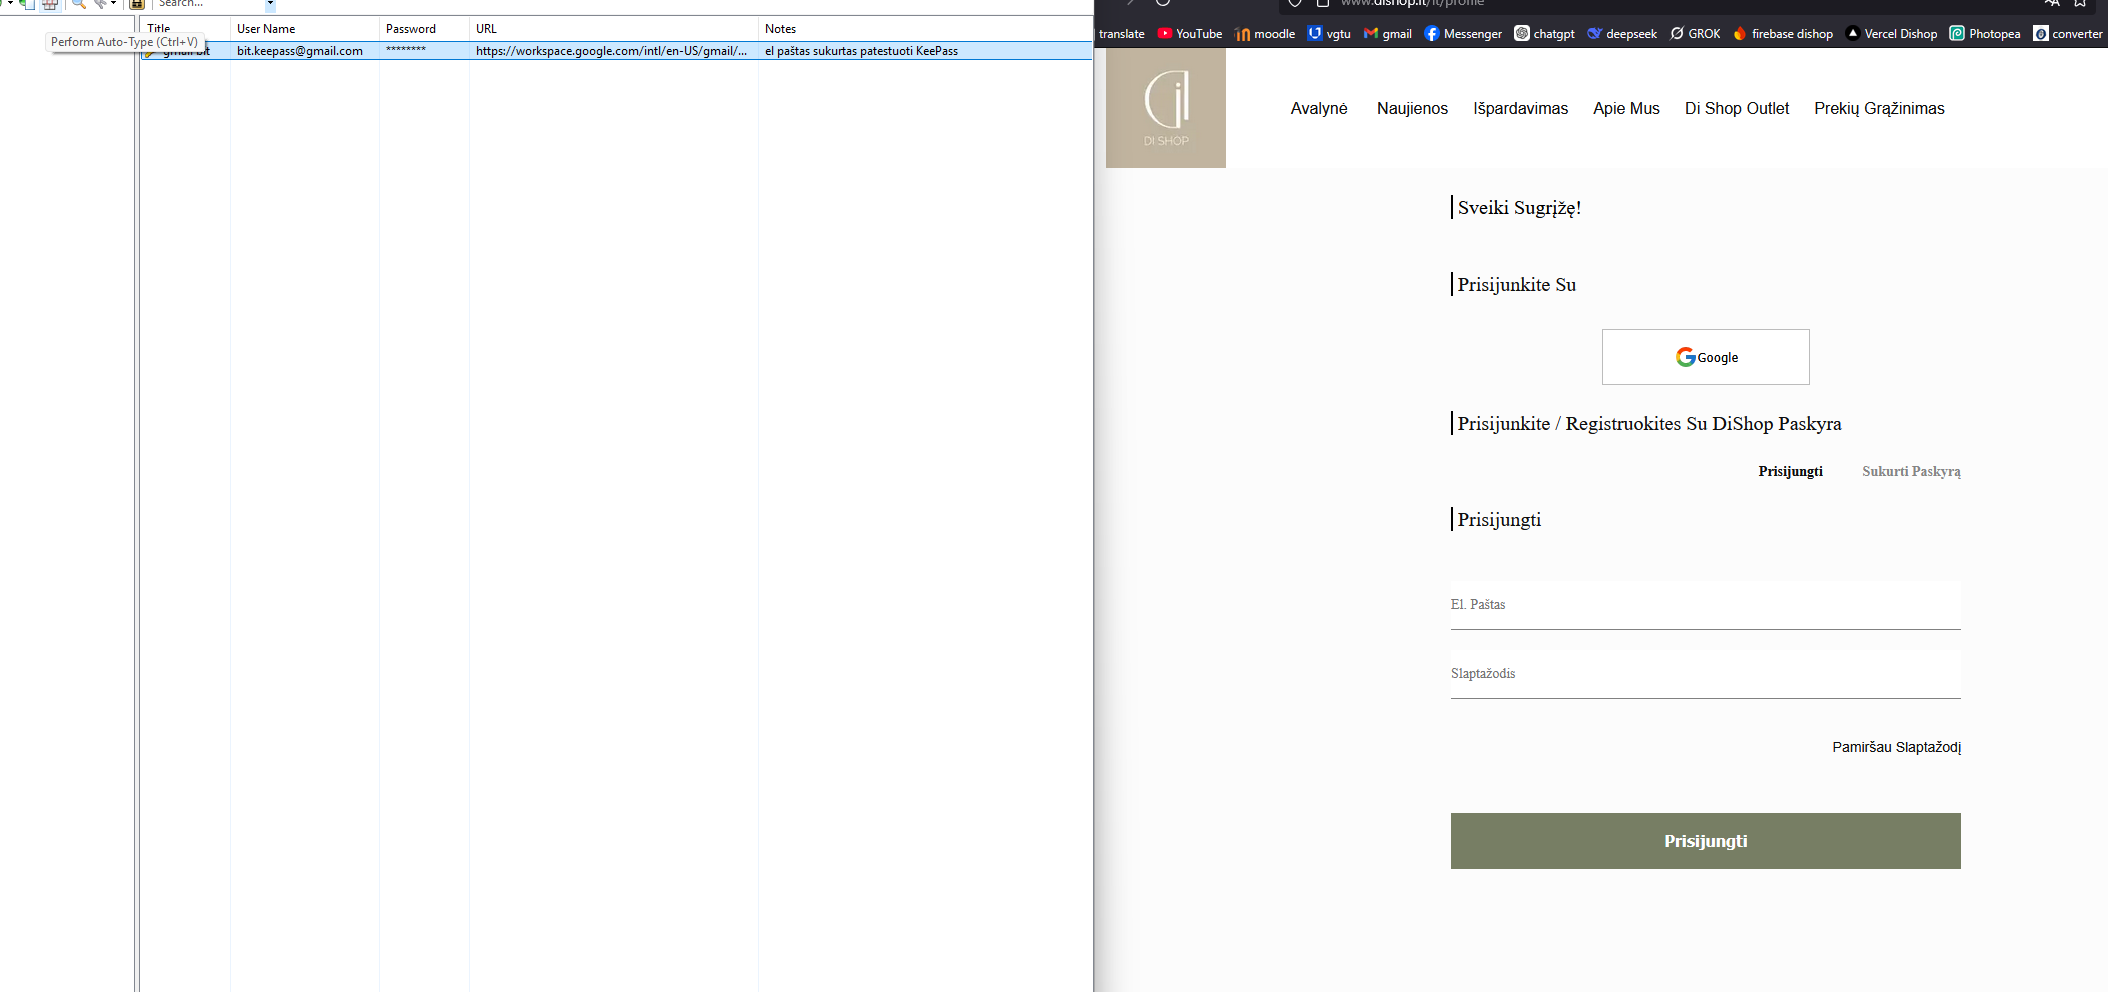 Search...
Title User Name Password URL Notes
Perform Auto-Type (Ctrl+V)
gmail bit bit.keepass@gmail.com ******** https://workspace.google.com/intl/en-US/gmail/... el paštas sukurtas patestuoti KeePass
www.dishop.lt/lt/profile
translate YouTube moodle vgtu gmail Messenger chatgpt deepseek GROK firebase dishop Vercel Dishop Photopea converter
DI SHOP
Avalynė Naujienos Išpardavimas Apie Mus Di Shop Outlet Prekių Grąžinimas
Sveiki Sugrįžę!
Prisijunkite Su
Google
Prisijunkite / Registruokites Su DiShop Paskyra
Prisijungti Sukurti Paskyrą
Prisijungti
El. Paštas
Slaptažodis
Pamiršau Slaptažodį
Prisijungti